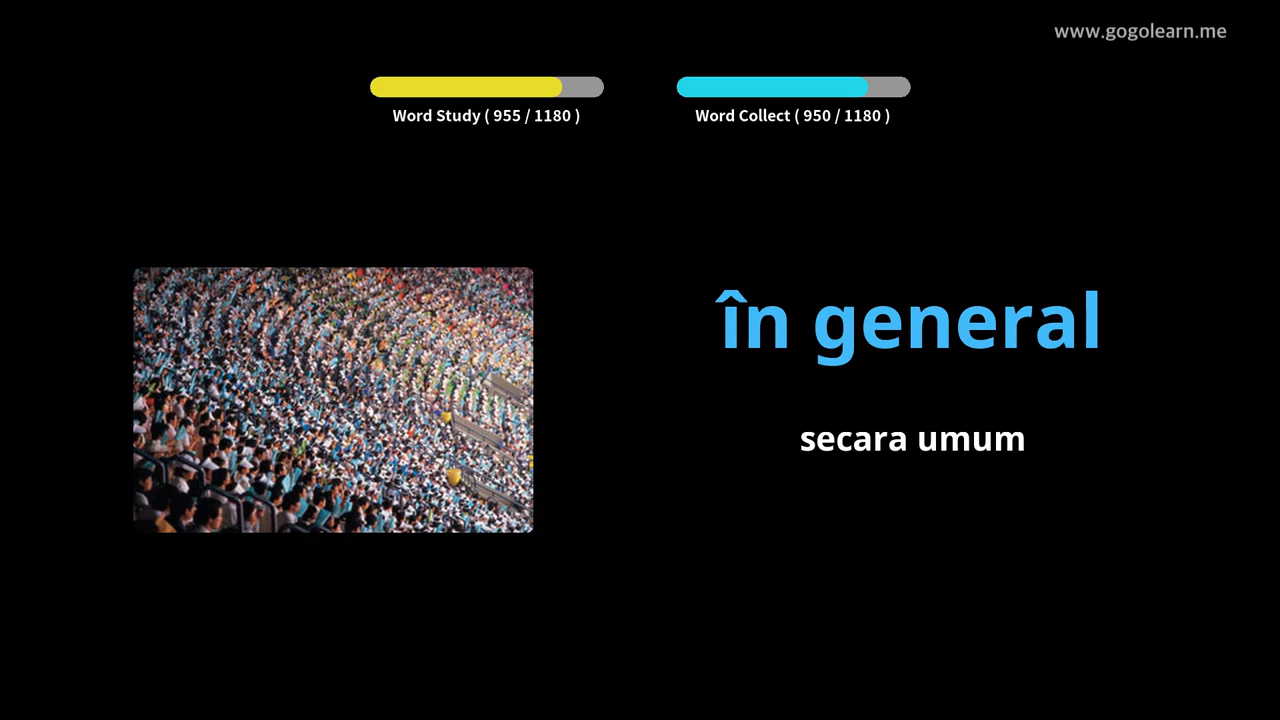 www.gogolearn.me
Word Study ( 955 / 1180 )
Word Collect ( 950 / 1180 )
în general
secara umum